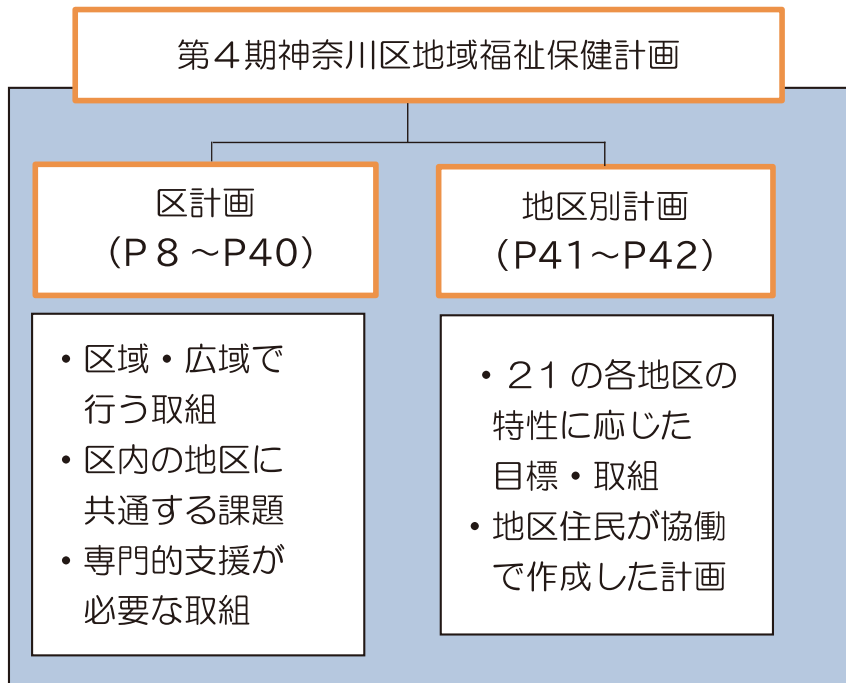 第４期神奈川区地域福祉保健計画
区計画
（P８～P40）
・区域・広域で
行う取組
・区内の地区に
共通する課題
・専門的支援が
必要な取組
地区別計画
（P41～P42）
・２１の各地区の
特性に応じた
目標・取組
・地区住民が協働
で作成した計画